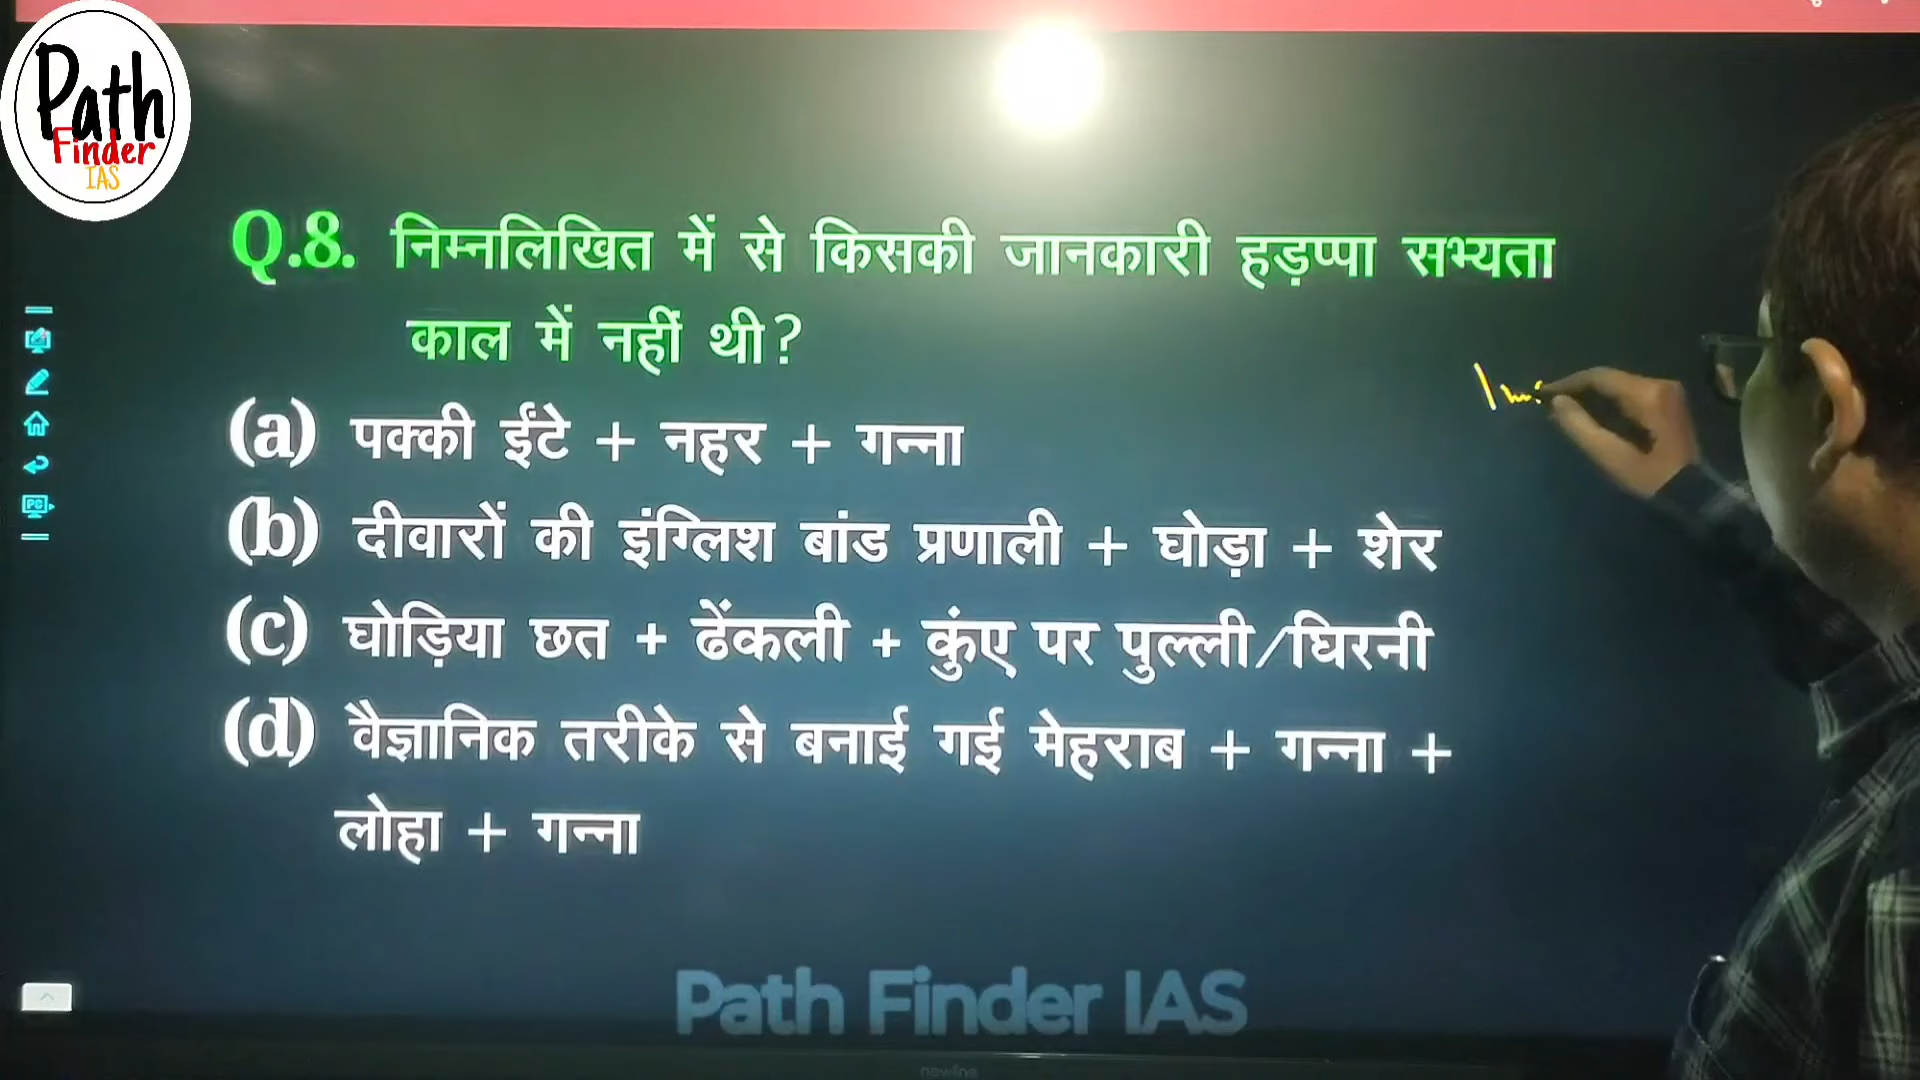 Path
Finder
IAS
Q.8. निम्नलिखित में से किसकी जानकारी हड़प्पा सभ्यता
काल में नहीं थी?
(a) पक्की ईंटे + नहर + गन्ना
(b) दीवारों की इंग्लिश बांड प्रणाली + घोड़ा + शेर
(c) घोड़िया छत + ढेंकली + कुंए पर पुल्ली/घिरनी
(d) वैज्ञानिक तरीके से बनाई गई मेहराब + गन्ना +
लोहा + गन्ना
Path Finder IAS
newline